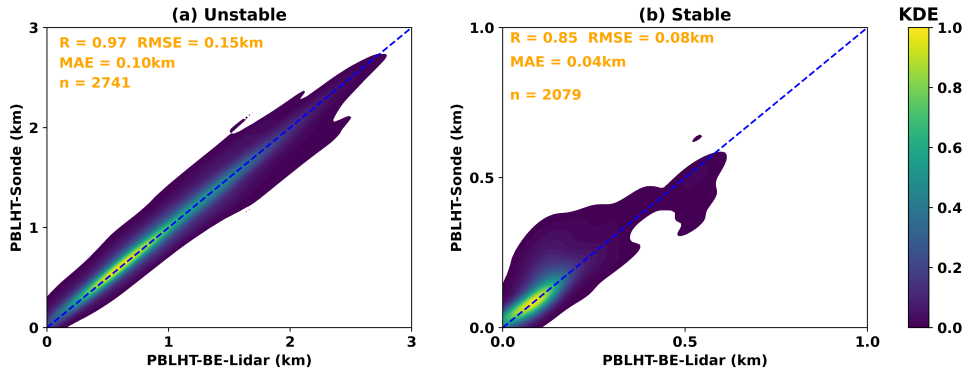 (a) Unstable
R = 0.97 RMSE = 0.15km
MAE = 0.10km
n = 2741
PBLHT-Sonde (km)
3
2
1
0
0 1 2 3
PBLHT-BE-Lidar (km)
(b) Stable
R = 0.85 RMSE = 0.08km
MAE = 0.04km
n = 2079
PBLHT-Sonde (km)
1.0
0.5
0.0
0.0 0.5 1.0
PBLHT-BE-Lidar (km)
KDE
1.0
0.8
0.6
0.4
0.2
0.0